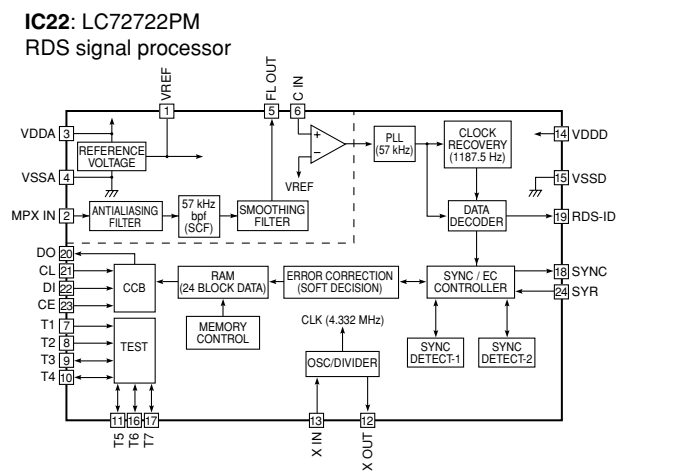 IC22: LC72722PM
RDS signal processor
VREF
FL OUT
C IN
1
5
6
VDDA 3
REFERENCE
VOLTAGE
VSSA 4
MPX IN 2
ANTIALIASING
FILTER
57 kHz
bpf
(SCF)
SMOOTHING
FILTER
+
−
VREF
PLL
(57 kHz)
CLOCK
RECOVERY
(1187.5 Hz)
DATA
DECODER
14 VDDD
15 VSSD
19 RDS-ID
DO 20
CL 21
DI 22
CE 23
CCB
RAM
(24 BLOCK DATA)
ERROR CORRECTION
(SOFT DECISION)
SYNC / EC
CONTROLLER
18 SYNC
24 SYR
T1 7
T2 8
T3 9
T4 10
TEST
MEMORY
CONTROL
CLK (4.332 MHz)
OSC/DIVIDER
SYNC
DETECT-1
SYNC
DETECT-2
11 16 17
T5
T6
T7
13
12
X IN
X OUT